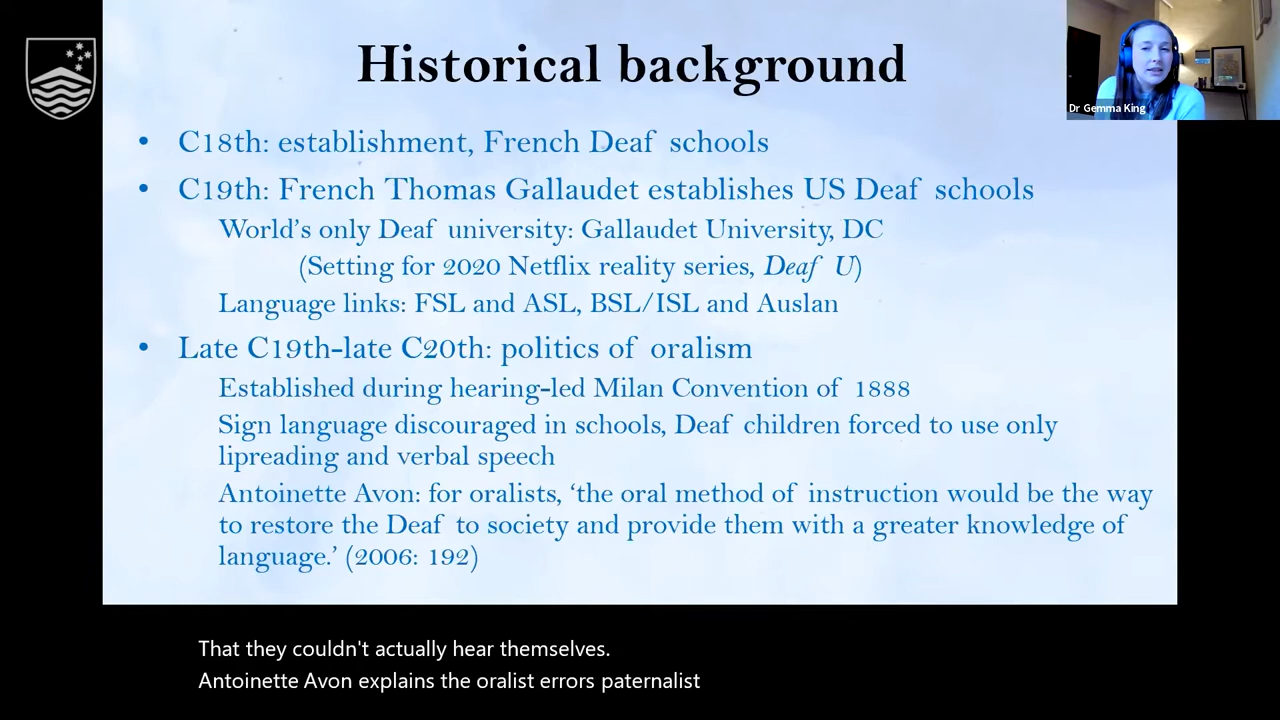 Historical background
Dr Gemma King
• C18th: establishment, French Deaf schools
• C19th: French Thomas Gallaudet establishes US Deaf schools
World's only Deaf university: Gallaudet University, DC
(Setting for 2020 Netflix reality series, Deaf U)
Language links: FSL and ASL, BSL/ISL and Auslan
• Late C19th-late C20th: politics of oralism
Established during hearing-led Milan Convention of 1888
Sign language discouraged in schools, Deaf children forced to use only
lipreading and verbal speech
Antoinette Avon: for oralists, 'the oral method of instruction would be the way
to restore the Deaf to society and provide them with a greater knowledge of
language.' (2006: 192)
That they couldn't actually hear themselves.
Antoinette Avon explains the oralist errors paternalist